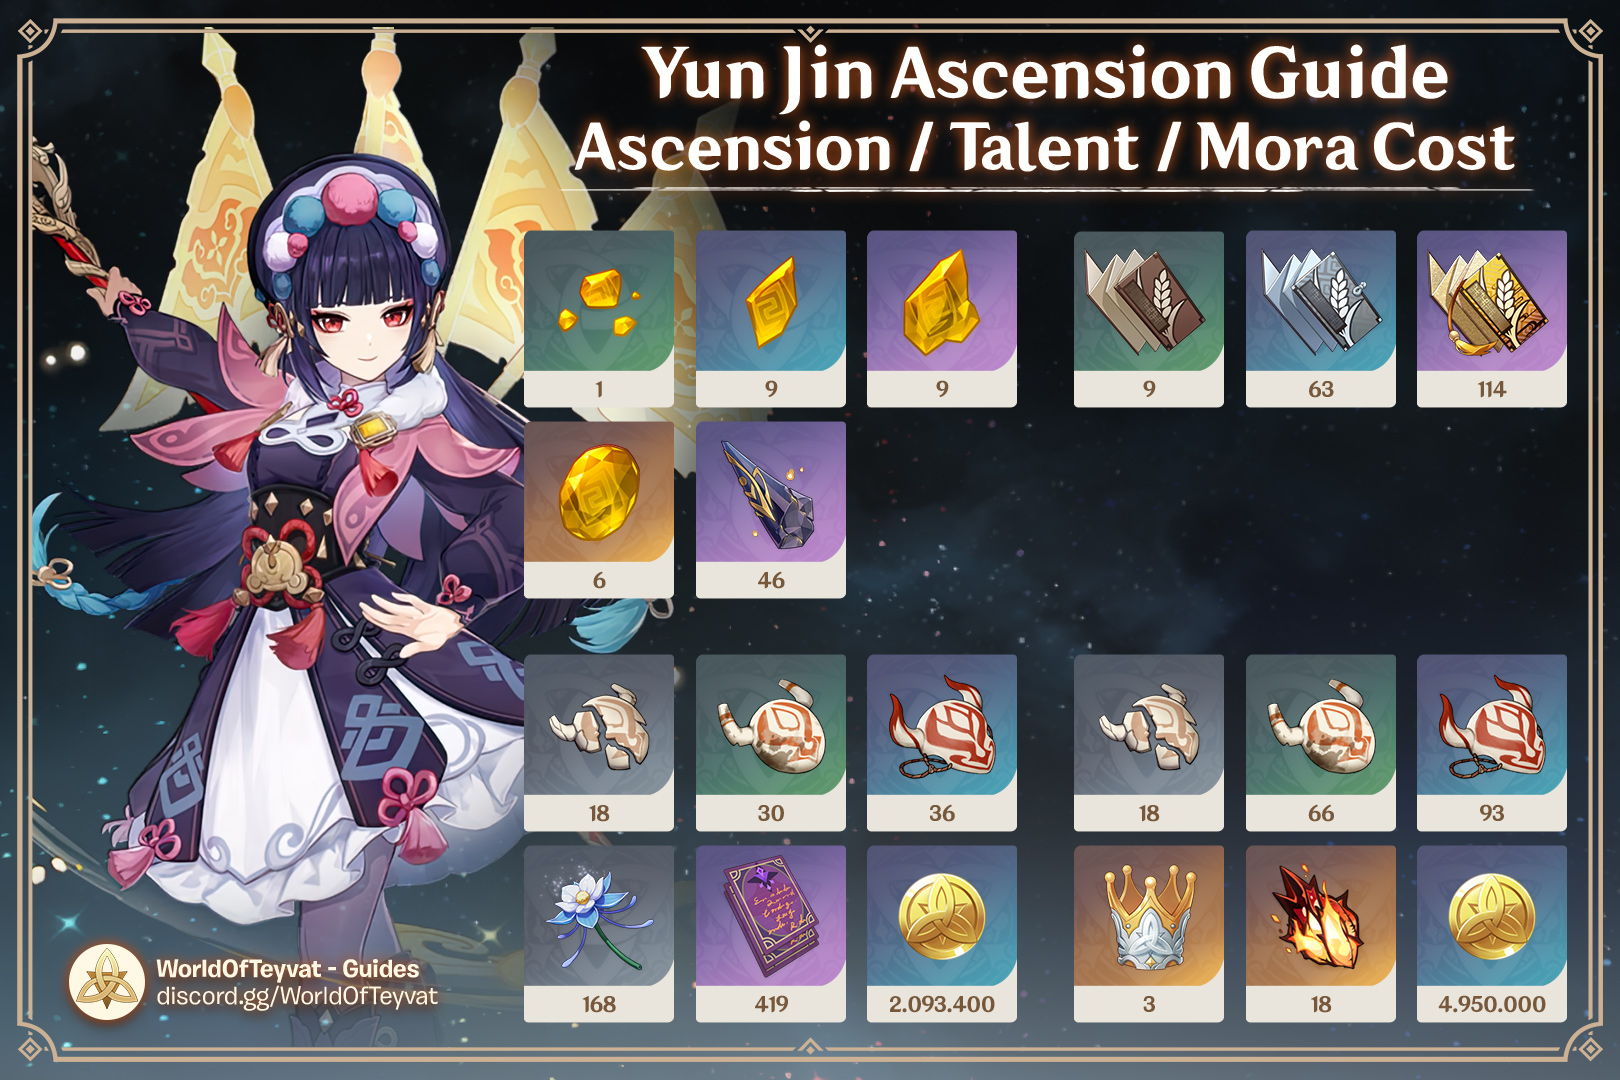 Yun Jin Ascension Guide
Ascension / Talent / Mora Cost
1 9 9 9 63 114
6 46
18 30 36 18 66 93
168 419 2.093.400 3 18 4.950.000
WorldOfTeyvat - Guides
discord.gg/WorldOfTeyvat